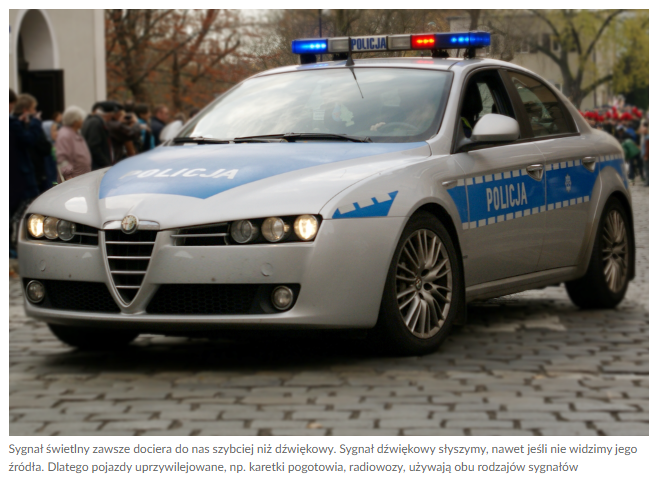 POLICJA
POLICJA
POLICJA
Sygnał świetlny zawsze dociera do nas szybciej niż dźwiękowy. Sygnał dźwiękowy słyszymy, nawet jeśli nie widzimy jego
źródła. Dlatego pojazdy uprzywilejowane, np. karetki pogotowia, radiowozy, używają obu rodzajów sygnałów